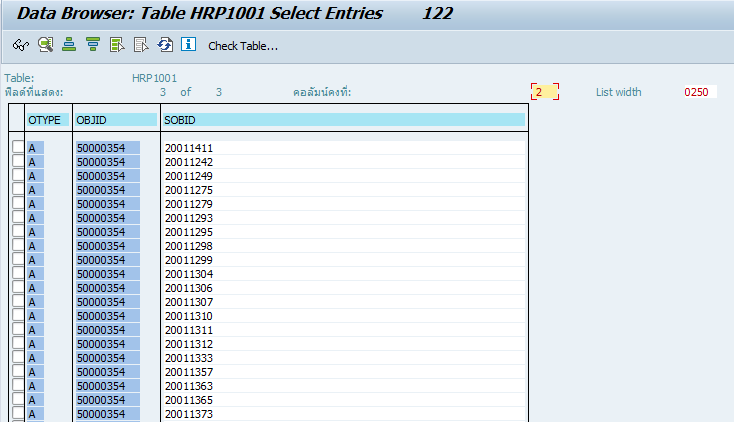 Data Browser: Table HRP1001 Select Entries 122
Check Table...
Table: HRP1001
ฟิลด์ที่แสดง: 3 of 3 คอลัมน์คงที่: 2 List width 0250
OTYPE OBJID SOBID
A 50000354 20011411
A 50000354 20011242
A 50000354 20011249
A 50000354 20011275
A 50000354 20011279
A 50000354 20011293
A 50000354 20011295
A 50000354 20011298
A 50000354 20011299
A 50000354 20011304
A 50000354 20011306
A 50000354 20011307
A 50000354 20011310
A 50000354 20011311
A 50000354 20011312
A 50000354 20011333
A 50000354 20011357
A 50000354 20011363
A 50000354 20011365
A 50000354 20011373